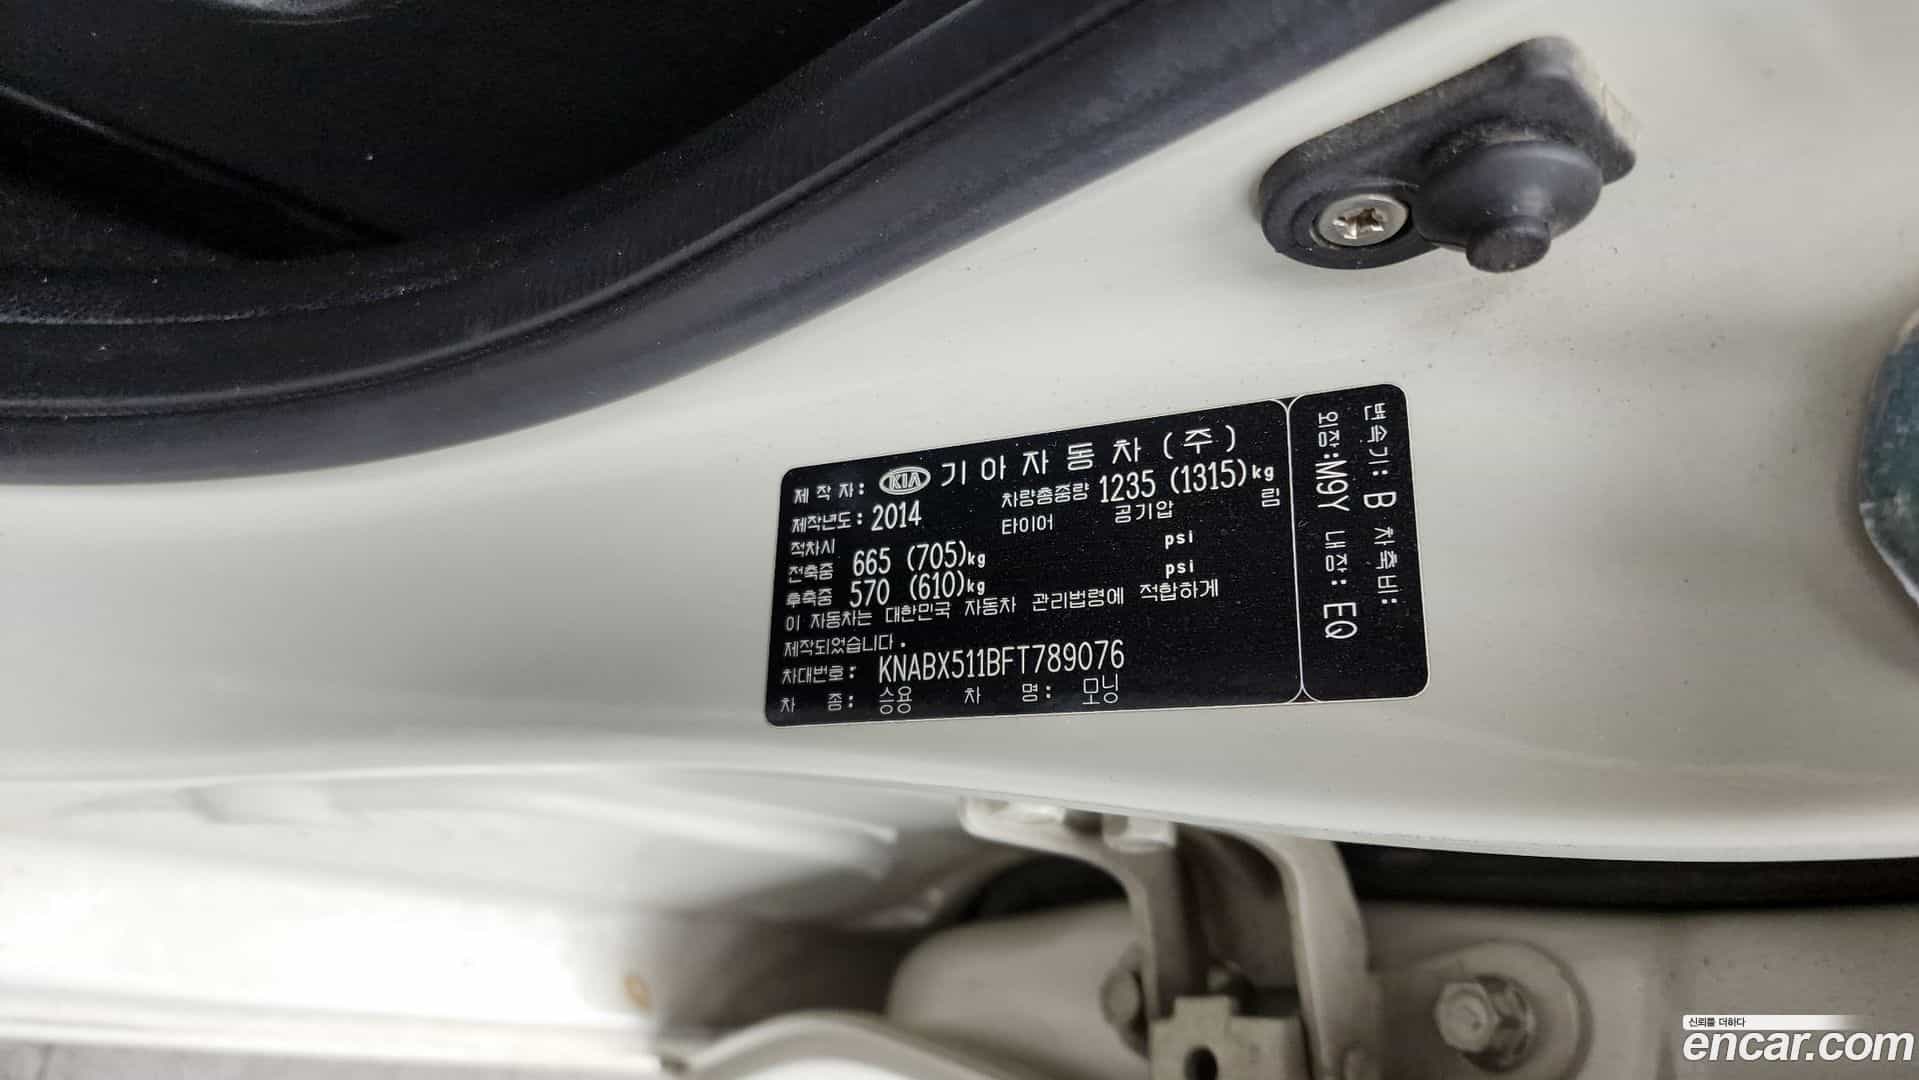 제 작 자: KIA 기 아 자 동 차 (주)
제작년도: 2014 차량총중량 1235 (1315)kg
적차시 타이어 공기압 림
전축중 665 (705)kg psi
후축중 570 (610)kg psi
이 자동차는 대한민국 자동차 관리법령에 적합하게
제작되었습니다.
차대번호: KNABX511BFT789076
차 종: 승용 차 명: 모닝
변속기: B 차축비:
외장:M9Y 내장: EQ
신뢰를 더하다
encar.com